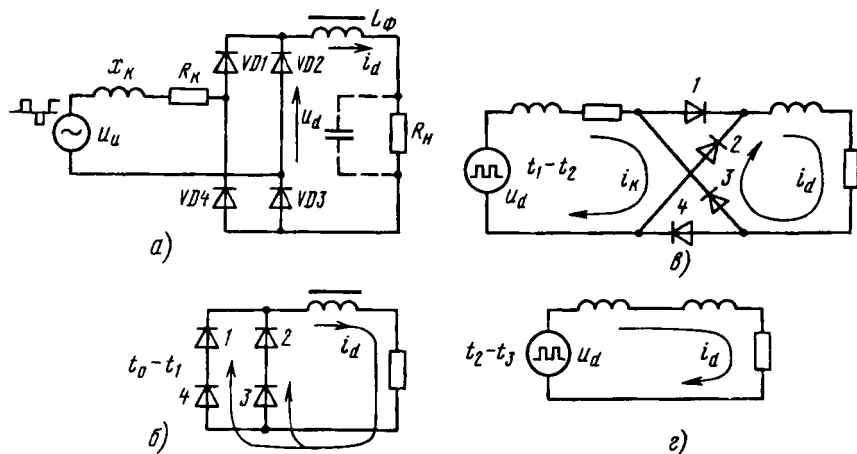 x_к
R_к
u_и
VD1
VD2
VD4
VD3
L_Ф
i_d
u_d
R_н
а)
1
2
3
4
t_1–t_2
i_к
i_d
u_d
в)
1
2
4
3
t_0–t_1
i_d
б)
t_2–t_3
u_d
i_d
г)